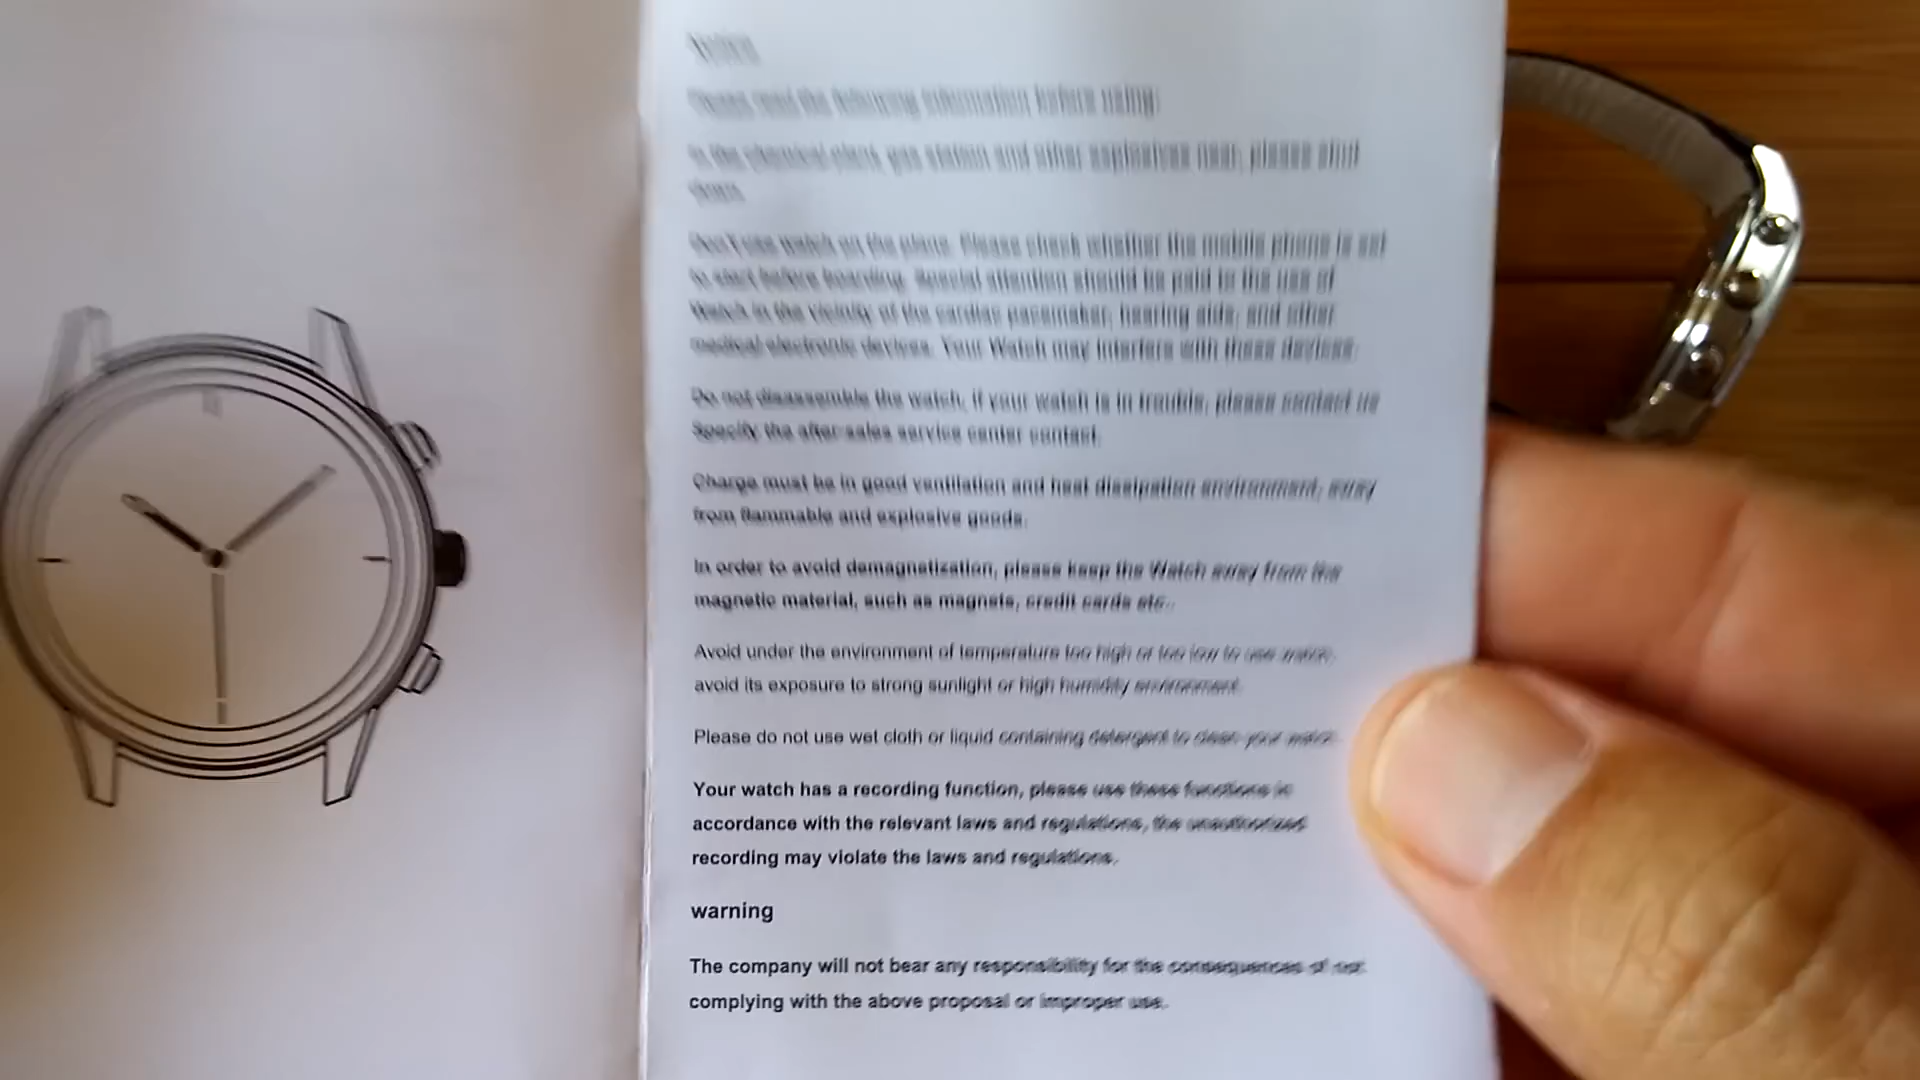 Notes
Please read the following information before using:
In the chemical plant, gas station and other explosives near, please shut
down.
Don't use watch on the plane. Please check whether the mobile phone is set
to start before boarding. Special attention should be paid to the use of
Watch in the vicinity of the cardiac pacemaker, hearing aids, and other
medical electronic devices. Your Watch may interfere with these devices.
Do not disassemble the watch, if your watch is in trouble, please contact us
Specify the after-sales service center contact.
Charge must be in good ventilation and heat dissipation environment, away
from flammable and explosive goods.
In order to avoid demagnetization, please keep the Watch away from the
magnetic material, such as magnets, credit cards etc..
Avoid under the environment of temperature too high or too low to use watch,
avoid its exposure to strong sunlight or high humidity environment.
Please do not use wet cloth or liquid containing detergent to clean your watch.
Your watch has a recording function, please use these functions in
accordance with the relevant laws and regulations, the unauthorized
recording may violate the laws and regulations.
warning
The company will not bear any responsibility for the consequences of not
complying with the above proposal or improper use.